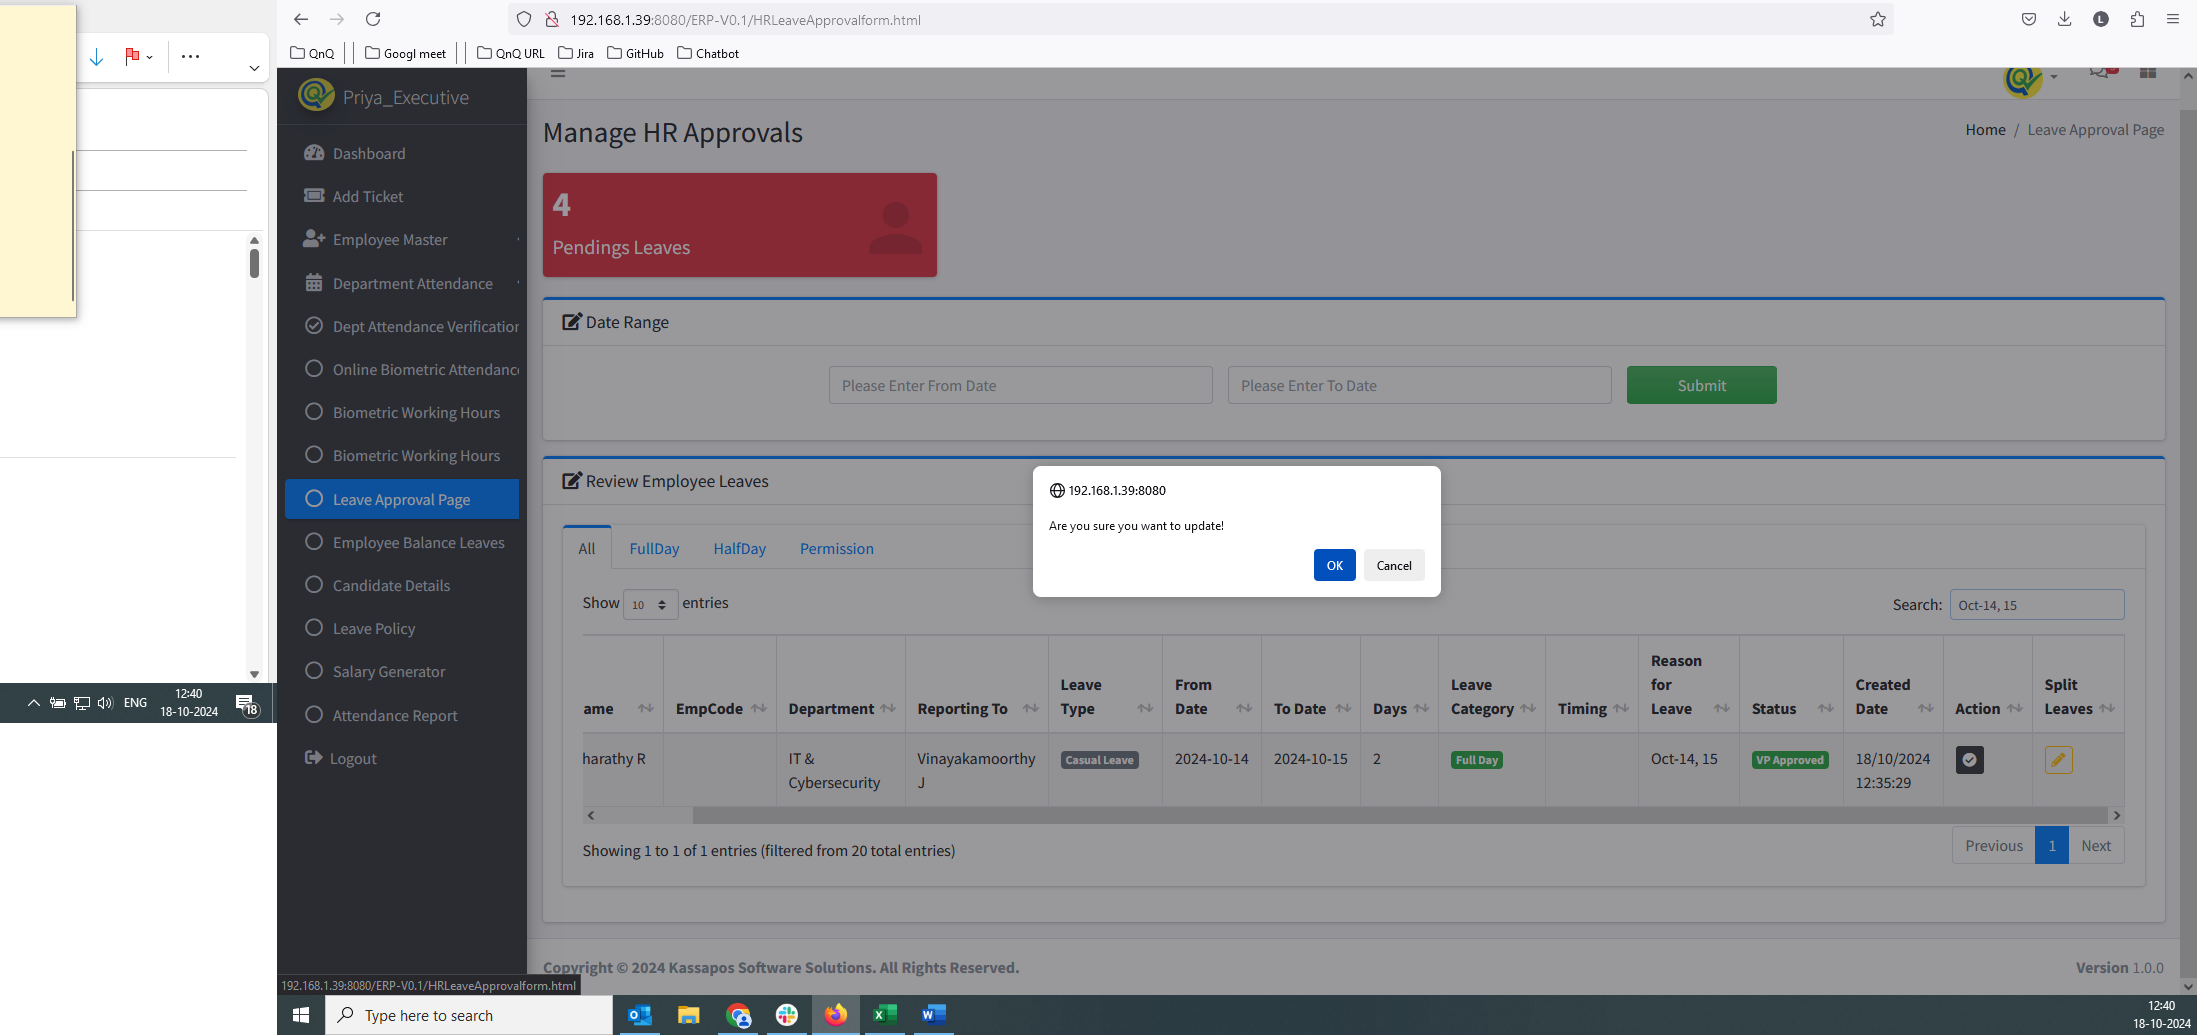 192.168.1.39:8080/ERP-V0.1/HRLeaveApprovalform.html
L
QnQ
Googl meet
QnQ URL
Jira
GitHub
Chatbot
Priya_Executive
Dashboard
Add Ticket
Employee Master
Department Attendance
Dept Attendance Verification
Online Biometric Attendance
Biometric Working Hours
Biometric Working Hours
Leave Approval Page
Employee Balance Leaves
Candidate Details
Leave Policy
Salary Generator
Attendance Report
Logout
Manage HR Approvals
Home / Leave Approval Page
4
Pendings Leaves
Date Range
Please Enter From Date
Please Enter To Date
Submit
Review Employee Leaves
192.168.1.39:8080
Are you sure you want to update!
OK
Cancel
All
FullDay
HalfDay
Permission
Show 10 entries
Search: Oct-14, 15
ame
EmpCode
Department
Reporting To
Leave Type
From Date
To Date
Days
Leave Category
Timing
Reason for Leave
Status
Created Date
Action
Split Leaves
harathy R
IT & Cybersecurity
Vinayakamoorthy J
Casual Leave
2024-10-14
2024-10-15
2
Full Day
Oct-14, 15
VP Approved
18/10/2024 12:35:29
Showing 1 to 1 of 1 entries (filtered from 20 total entries)
Previous
1
Next
Copyright © 2024 Kassapos Software Solutions. All Rights Reserved.
Version 1.0.0
192.168.1.39:8080/ERP-V0.1/HRLeaveApprovalform.html
ENG
12:40
18-10-2024
18
Type here to search
12:40
18-10-2024